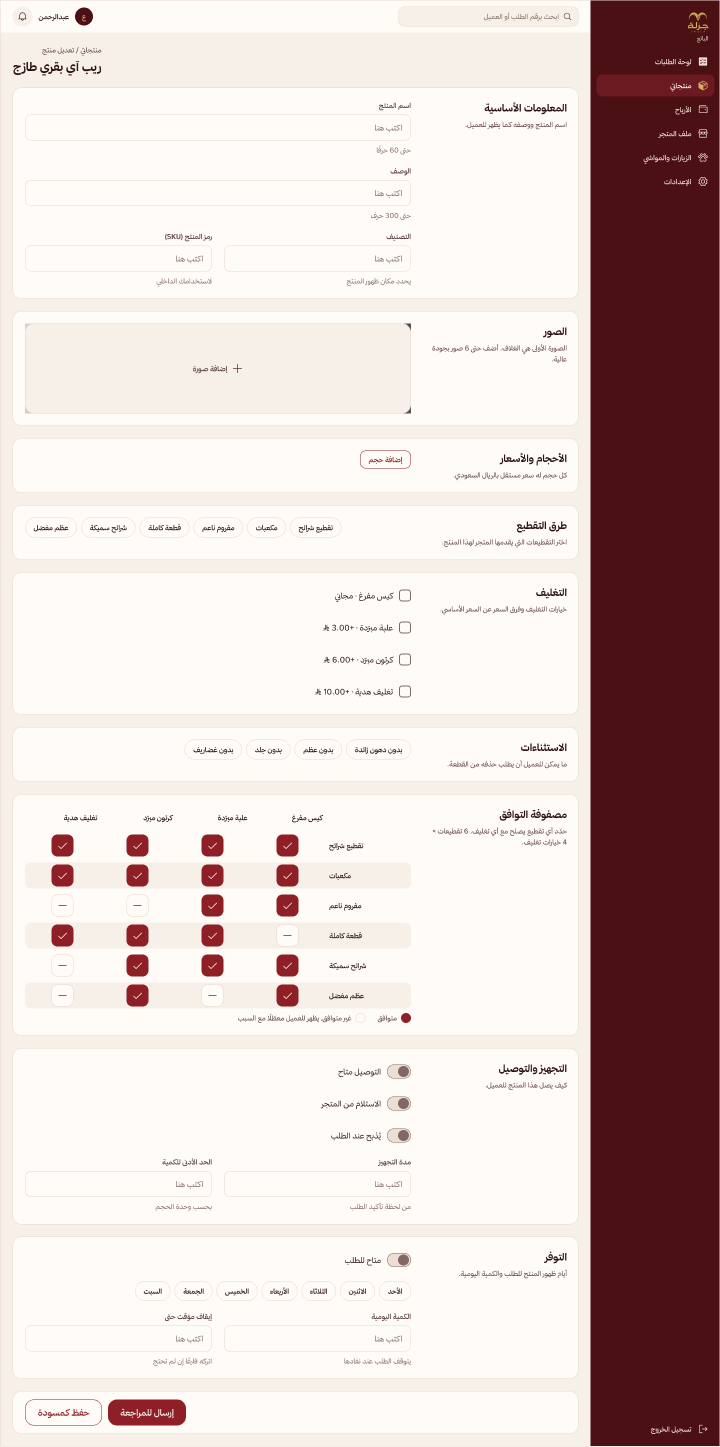 جزلة
البائع
لوحة الطلبات
منتجاتي
الأرباح
ملف المتجر
الزيارات والمواشي
الإعدادات
تسجيل الخروج
ابحث برقم الطلب أو العميل
عبدالرحمن
ع
منتجاتي / تعديل منتج
ريب آي بقري طازج
المعلومات الأساسية
اسم المنتج ووصفه كما يظهر للعميل.
اسم المنتج
اكتب هنا
حتى 60 حرفًا
الوصف
اكتب هنا
حتى 300 حرف
التصنيف
رمز المنتج (SKU)
اكتب هنا
اكتب هنا
يحدد مكان ظهور المنتج
لاستخدامك الداخلي
الصور
الصورة الأولى هي الغلاف. أضف حتى 6 صور بجودة
عالية.
إضافة صورة
الأحجام والأسعار
كل حجم له سعر مستقل بالريال السعودي.
إضافة حجم
طرق التقطيع
اختر التقطيعات التي يقدمها المتجر لهذا المنتج.
تقطيع شرائح
مكعبات
مفروم ناعم
قطعة كاملة
شرائح سميكة
عظم مفصل
التغليف
خيارات التغليف وفرق السعر عن السعر الأساسي.
كيس مفرغ · مجاني
علبة مبرّدة · +3.00
كرتون مبرّد · +6.00
تغليف هدية · +10.00
الاستثناءات
ما يمكن للعميل أن يطلب حذفه من القطعة.
بدون دهون زائدة
بدون عظم
بدون جلد
بدون غضاريف
مصفوفة التوافق
حدّد أي تقطيع يصلح مع أي تغليف. 6 تقطيعات ×
4 خيارات تغليف.
كيس مفرغ
علبة مبرّدة
كرتون مبرّد
تغليف هدية
تقطيع شرائح
مكعبات
مفروم ناعم
قطعة كاملة
شرائح سميكة
عظم مفصل
متوافق
غير متوافق، يظهر للعميل معطّلًا مع السبب
التجهيز والتوصيل
كيف يصل هذا المنتج للعميل.
التوصيل متاح
الاستلام من المتجر
يُذبح عند الطلب
مدة التجهيز
الحد الأدنى للكمية
اكتب هنا
اكتب هنا
من لحظة تأكيد الطلب
بحسب وحدة الحجم
التوفر
أيام ظهور المنتج للطلب والكمية اليومية.
متاح للطلب
الأحد
الاثنين
الثلاثاء
الأربعاء
الخميس
الجمعة
السبت
الكمية اليومية
إيقاف مؤقت حتى
اكتب هنا
اكتب هنا
يتوقف الطلب عند نفادها
اتركه فارغًا إن لم تحتج
إرسال للمراجعة
حفظ كمسودة